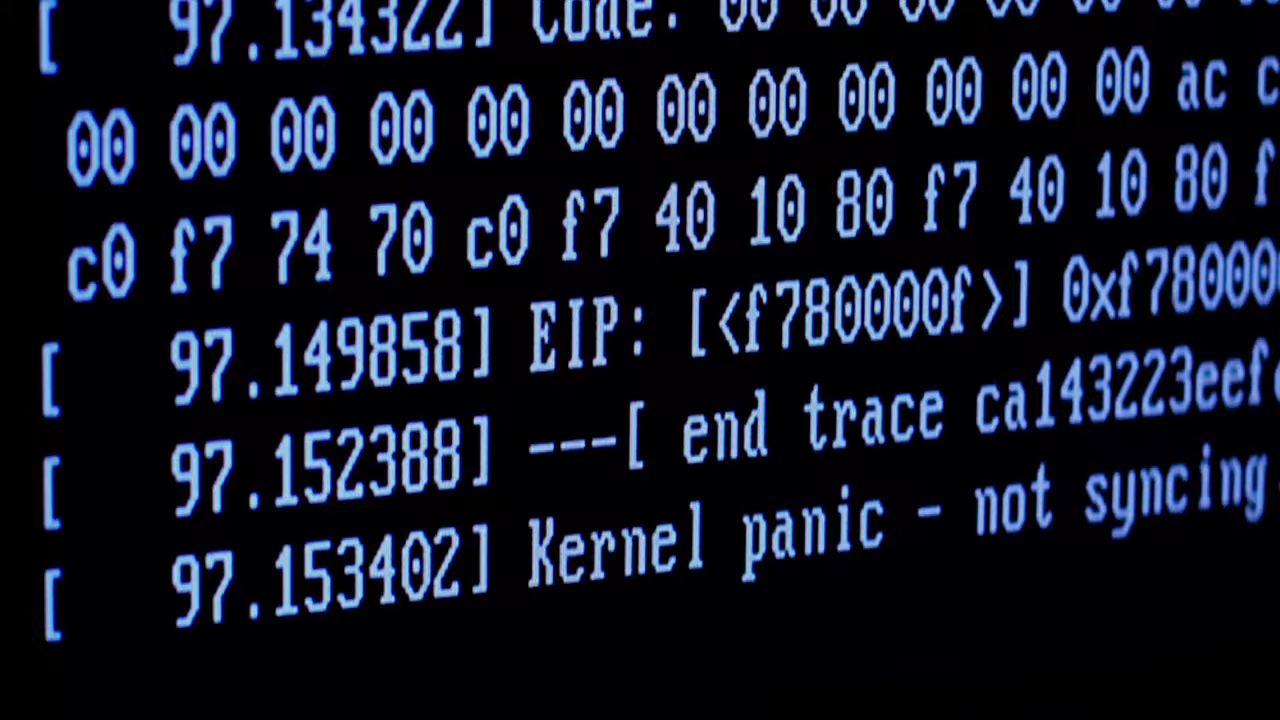 [   97.134322] Code: 00 00 00 00 00 00 00
00 00 00 00 00 00 00 00 00 00 00 00 ac
c0 f7 74 70 c0 f7 40 10 80 f7 40 10 80
[   97.149858] EIP: [<f780000f>]
[   97.152388] ---[ end trace
[   97.153402] Kernel panic - not syncing